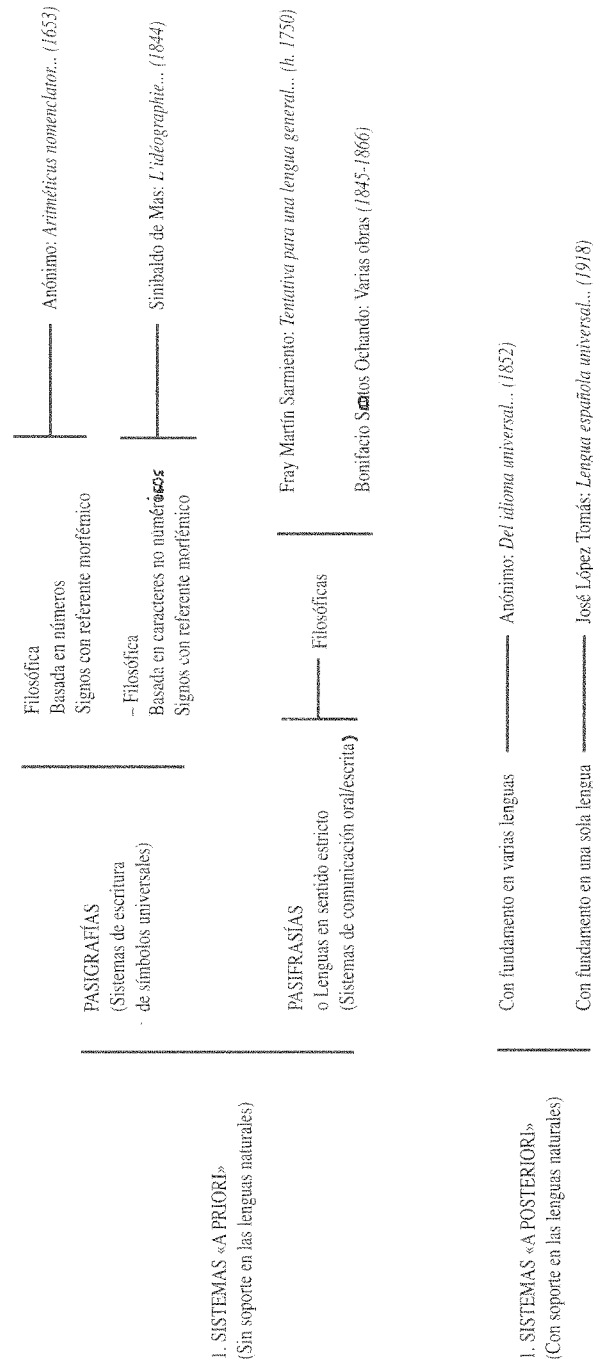 1. SISTEMAS «A PRIORI»
(Sin soporte en las lenguas naturales)
PASIGRAFÍAS
(Sistemas de escritura
de símbolos universales)
Filosófica
Basada en números
Signos con referente morfémico
Anónimo: Aritméticus nomenclator... (1653)
– Filosófica
Basada en caracteres no numéricos
Signos con referente morfémico
Sinibaldo de Mas: L'idéographie... (1844)
PASIFRASÍAS
o Lenguas en sentido estricto
(Sistemas de comunicación oral/escrita)
Filosóficas
Fray Martín Sarmiento: Tentativa para una lengua general... (h. 1750)
Bonifacio Sotos Ochando: Varias obras (1845-1866)
1. SISTEMAS «A POSTERIORI»
(Con soporte en las lenguas naturales)
Con fundamento en varias lenguas
Anónimo: Del idioma universal... (1852)
Con fundamento en una sola lengua
José López Tomás: Lengua española universal... (1918)